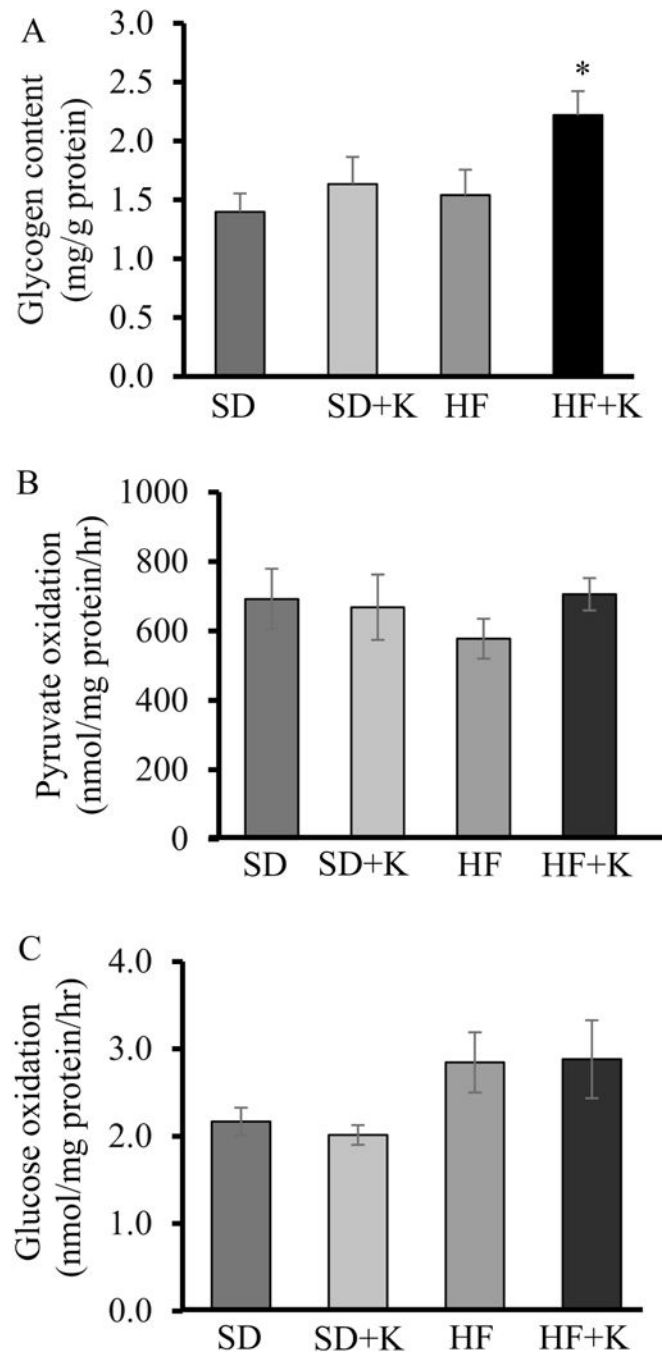 A
Glycogen content
(mg/g protein)
3.0
2.5
2.0
1.5
1.0
0.5
0.0
*
SD SD+K HF HF+K
B
Pyruvate oxidation
(nmol/mg protein/hr)
1000
800
600
400
200
0
SD SD+K HF HF+K
C
Glucose oxidation
(nmol/mg protein/hr)
4.0
3.0
2.0
1.0
0.0
SD SD+K HF HF+K